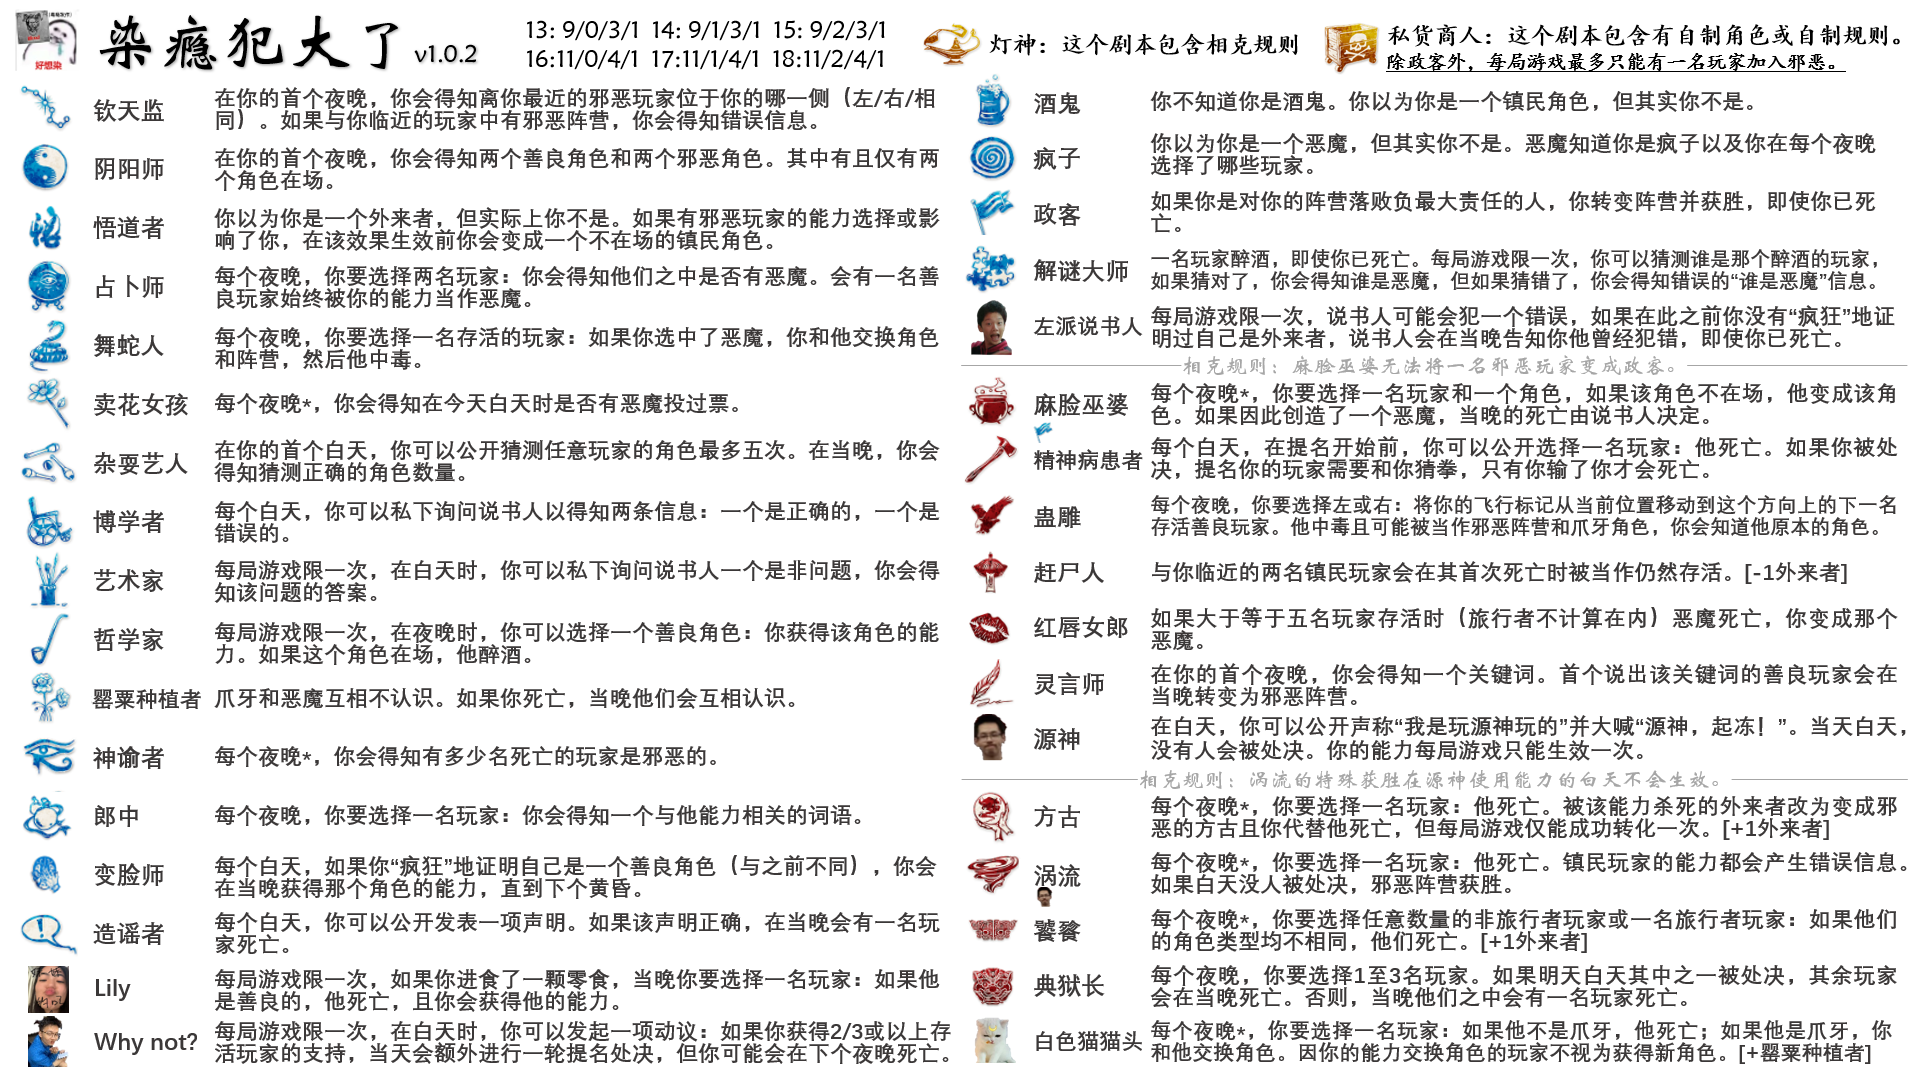 染瘾犯大了 v1.0.2
好想染
13: 9/0/3/1 14: 9/1/3/1 15: 9/2/3/1
16:11/0/4/1 17:11/1/4/1 18:11/2/4/1
灯神：这个剧本包含相克规则
私货商人：这个剧本包含有自制角色或自制规则。
除政客外，每局游戏最多只能有一名玩家加入邪恶。
钦天监
在你的首个夜晚，你会得知离你最近的邪恶玩家位于你的哪一侧（左/右/相
同）。如果与你临近的玩家中有邪恶阵营，你会得知错误信息。
阴阳师
在你的首个夜晚，你会得知两个善良角色和两个邪恶角色。其中有且仅有两
个角色在场。
悟道者
你以为你是一个外来者，但实际上你不是。如果有邪恶玩家的能力选择或影
响了你，在该效果生效前你会变成一个不在场的镇民角色。
占卜师
每个夜晚，你要选择两名玩家：你会得知他们之中是否有恶魔。会有一名善
良玩家始终被你的能力当作恶魔。
舞蛇人
每个夜晚，你要选择一名存活的玩家：如果你选中了恶魔，你和他交换角色
和阵营，然后他中毒。
卖花女孩
每个夜晚*，你会得知在今天白天时是否有恶魔投过票。
杂耍艺人
在你的首个白天，你可以公开猜测任意玩家的角色最多五次。在当晚，你会
得知猜测正确的角色数量。
博学者
每个白天，你可以私下询问说书人以得知两条信息：一个是正确的，一个是
错误的。
艺术家
每局游戏限一次，在白天时，你可以私下询问说书人一个是非问题，你会得
知该问题的答案。
哲学家
每局游戏限一次，在夜晚时，你可以选择一个善良角色：你获得该角色的能
力。如果这个角色在场，他醉酒。
罂粟种植者
爪牙和恶魔互相不认识。如果你死亡，当晚他们会互相认识。
神谕者
每个夜晚*，你会得知有多少名死亡的玩家是邪恶的。
郎中
每个夜晚，你要选择一名玩家：你会得知一个与他能力相关的词语。
变脸师
每个白天，如果你“疯狂”地证明自己是一个善良角色（与之前不同），你会
在当晚获得那个角色的能力，直到下个黄昏。
造谣者
每个白天，你可以公开发表一项声明。如果该声明正确，在当晚会有一名玩
家死亡。
Lily
每局游戏限一次，如果你进食了一颗零食，当晚你要选择一名玩家：如果他
是善良的，他死亡，且你会获得他的能力。
Why not?
每局游戏限一次，在白天时，你可以发起一项动议：如果你获得2/3或以上存
活玩家的支持，当天会额外进行一轮提名处决，但你可能会在下个夜晚死亡。
酒鬼
你不知道你是酒鬼。你以为你是一个镇民角色，但其实你不是。
疯子
你以为你是一个恶魔，但其实你不是。恶魔知道你是疯子以及你在每个夜晚
选择了哪些玩家。
政客
如果你是对你的阵营落败负最大责任的人，你转变阵营并获胜，即使你已死
亡。
解谜大师
一名玩家醉酒，即使你已死亡。每局游戏限一次，你可以猜测谁是那个醉酒的玩家，
如果猜对了，你会得知谁是恶魔，但如果猜错了，你会得知错误的“谁是恶魔”信息。
左派说书人
每局游戏限一次，说书人可能会犯一个错误，如果在此之前你没有“疯狂”地证
明过自己是外来者，说书人会在当晚告知你他曾经犯错，即使你已死亡。
相克规则：麻脸巫婆无法将一名邪恶玩家变成政客。
麻脸巫婆
每个夜晚*，你要选择一名玩家和一个角色，如果该角色不在场，他变成该角
色。如果因此创造了一个恶魔，当晚的死亡由说书人决定。
精神病患者
每个白天，在提名开始前，你可以公开选择一名玩家：他死亡。如果你被处
决，提名你的玩家需要和你猜拳，只有你输了你才会死亡。
蛊雕
每个夜晚，你要选择左或右：将你的飞行标记从当前位置移动到这个方向上的下一名
存活善良玩家。他中毒且可能被当作邪恶阵营和爪牙角色，你会知道他原本的角色。
赶尸人
与你临近的两名镇民玩家会在其首次死亡时被当作仍然存活。[-1外来者]
红唇女郎
如果大于等于五名玩家存活时（旅行者不计算在内）恶魔死亡，你变成那个
恶魔。
灵言师
在你的首个夜晚，你会得知一个关键词。首个说出该关键词的善良玩家会在
当晚转变为邪恶阵营。
源神
在白天，你可以公开声称“我是玩源神玩的”并大喊“源神，起冻！”。当天白天，
没有人会被处决。你的能力每局游戏只能生效一次。
相克规则：涡流的特殊获胜在源神使用能力的白天不会生效。
方古
每个夜晚*，你要选择一名玩家：他死亡。被该能力杀死的外来者改为变成邪
恶的方古且你代替他死亡，但每局游戏仅能成功转化一次。[+1外来者]
涡流
每个夜晚*，你要选择一名玩家：他死亡。镇民玩家的能力都会产生错误信息。
如果白天没人被处决，邪恶阵营获胜。
饕餮
每个夜晚*，你要选择任意数量的非旅行者玩家或一名旅行者玩家：如果他们
的角色类型均不相同，他们死亡。[+1外来者]
典狱长
每个夜晚，你要选择1至3名玩家。如果明天白天其中之一被处决，其余玩家
会在当晚死亡。否则，当晚他们之中会有一名玩家死亡。
白色猫猫头
每个夜晚*，你要选择一名玩家：如果他不是爪牙，他死亡；如果他是爪牙，你
和他交换角色。因你的能力交换角色的玩家不视为获得新角色。[+罂粟种植者]